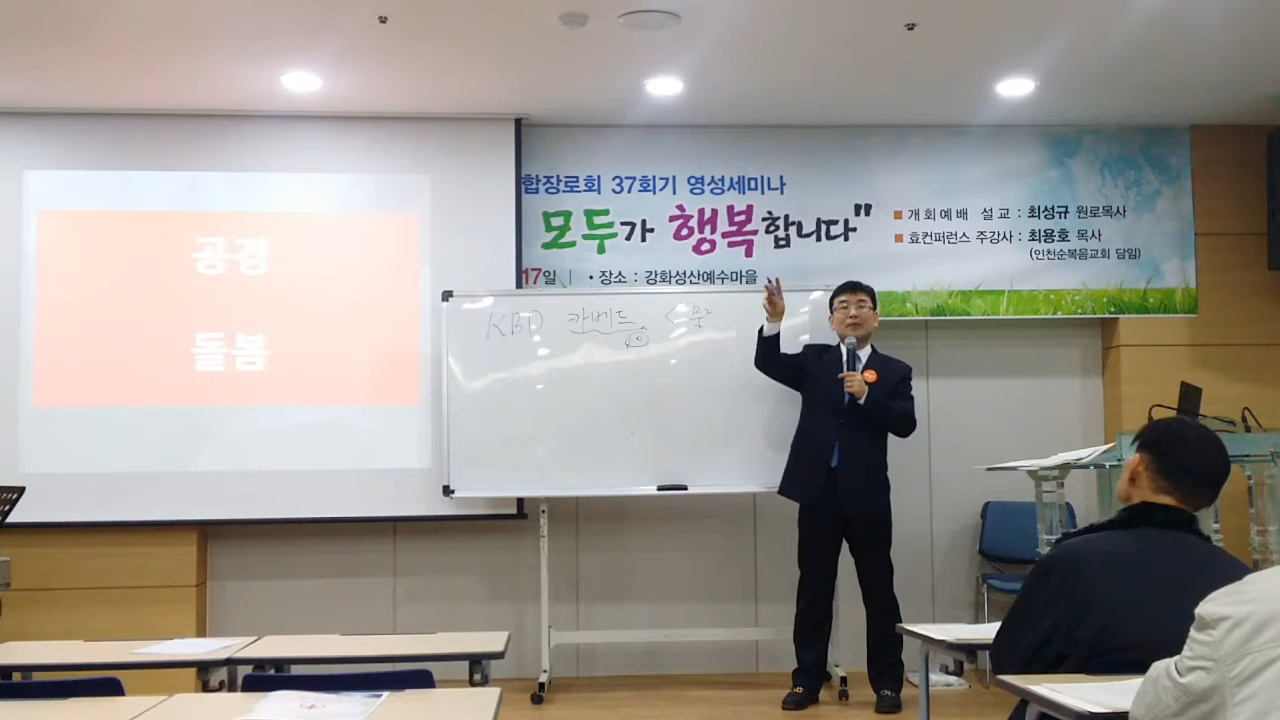 공경
돌봄
합장로회 37회기 영성세미나
모두가 행복합니다"
17일 | • 장소 : 강화성산예수마을
■ 개회예배 설교 : 최성규 원로목사
■ 효컨퍼런스 주강사 : 최용호 목사
(인천순복음교회 담임)
KBD 칸베드